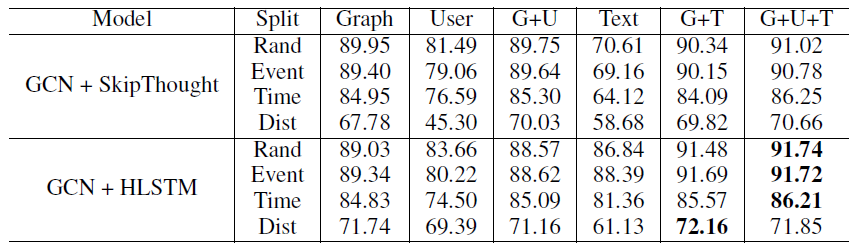 Model Split Graph User G+U Text G+T G+U+T
GCN + SkipThought Rand 89.95 81.49 89.75 70.61 90.34 91.02
Event 89.40 79.06 89.64 69.16 90.15 90.78
Time 84.95 76.59 85.30 64.12 84.09 86.25
Dist 67.78 45.30 70.03 58.68 69.82 70.66
GCN + HLSTM Rand 89.03 83.66 88.57 86.84 91.48 91.74
Event 89.34 80.22 88.62 88.39 91.69 91.72
Time 84.83 74.50 85.09 81.36 85.57 86.21
Dist 71.74 69.39 71.16 61.13 72.16 71.85